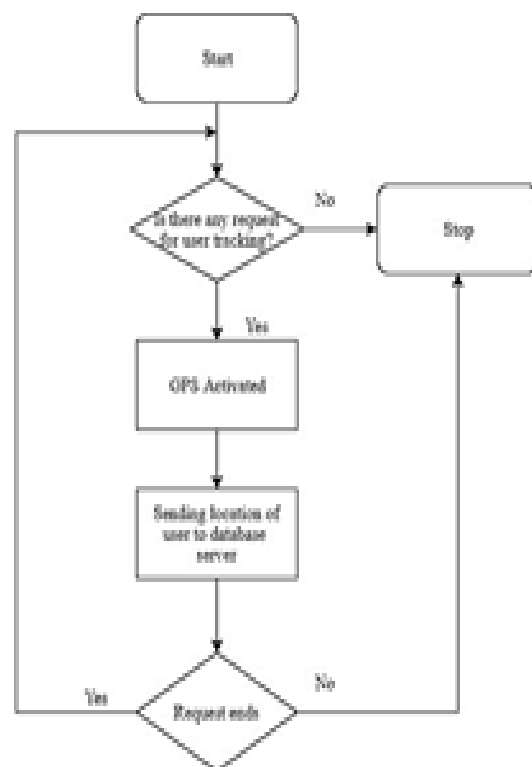 Start
Is there any request
for user tracking?
No
Stop
Yes
GPS Activated
Sending location of
user to database
server
Yes
Request ends
No